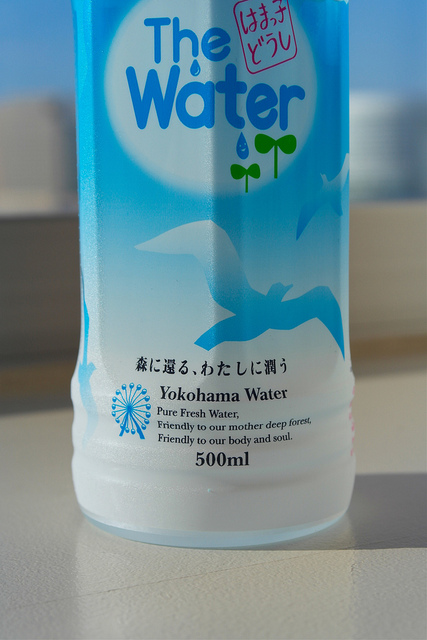 はまっ子
どうし
The
Water
森に還る、わたしに潤う
Yokohama Water
Pure Fresh Water,
Friendly to our mother deep forest,
Friendly to our body and soul.
500ml